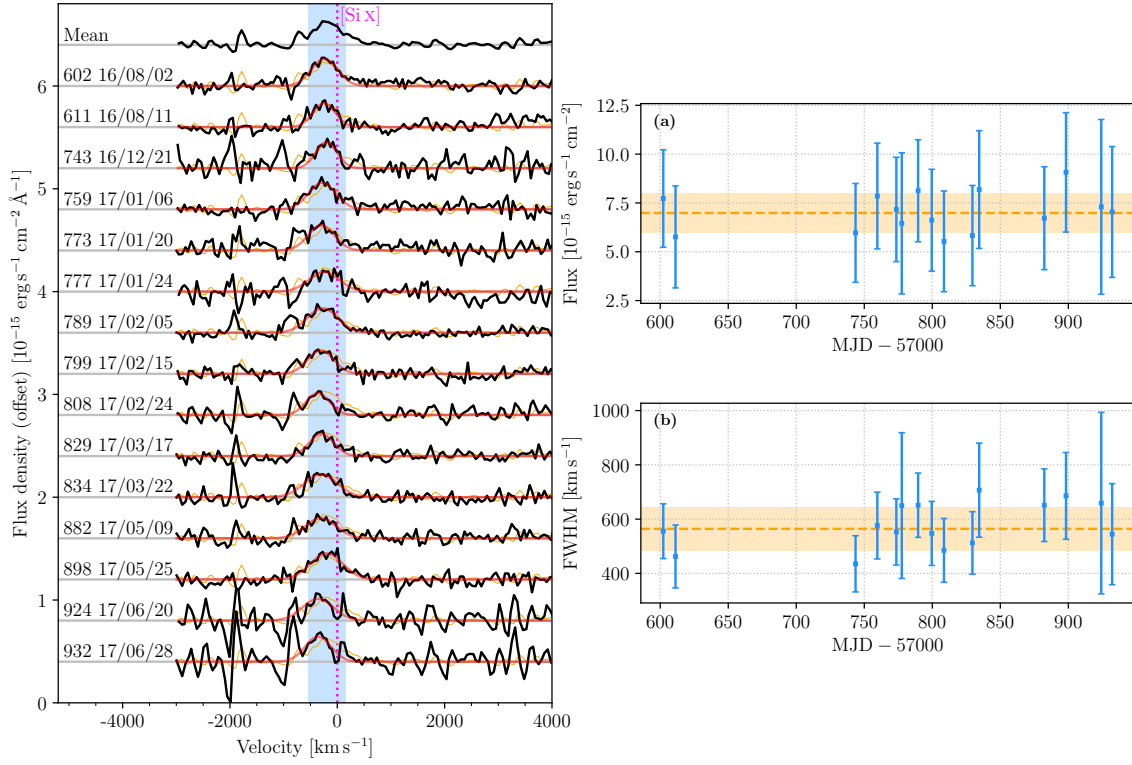 [Si X]
Mean
602 16/08/02
611 16/08/11
743 16/12/21
759 17/01/06
773 17/01/20
777 17/01/24
789 17/02/05
799 17/02/15
808 17/02/24
829 17/03/17
834 17/03/22
882 17/05/09
898 17/05/25
924 17/06/20
932 17/06/28
6
5
4
3
2
1
0
Flux density (offset) [10⁻¹⁵ erg s⁻¹ cm⁻² Å⁻¹]
-4000 -2000 0 2000 4000
Velocity [km s⁻¹]
(a)
12.5
10.0
7.5
5.0
2.5
Flux [10⁻¹⁵ erg s⁻¹ cm⁻²]
600 650 700 750 800 850 900
MJD − 57000
(b)
1000
800
600
400
FWHM [km s⁻¹]
600 650 700 750 800 850 900
MJD − 57000